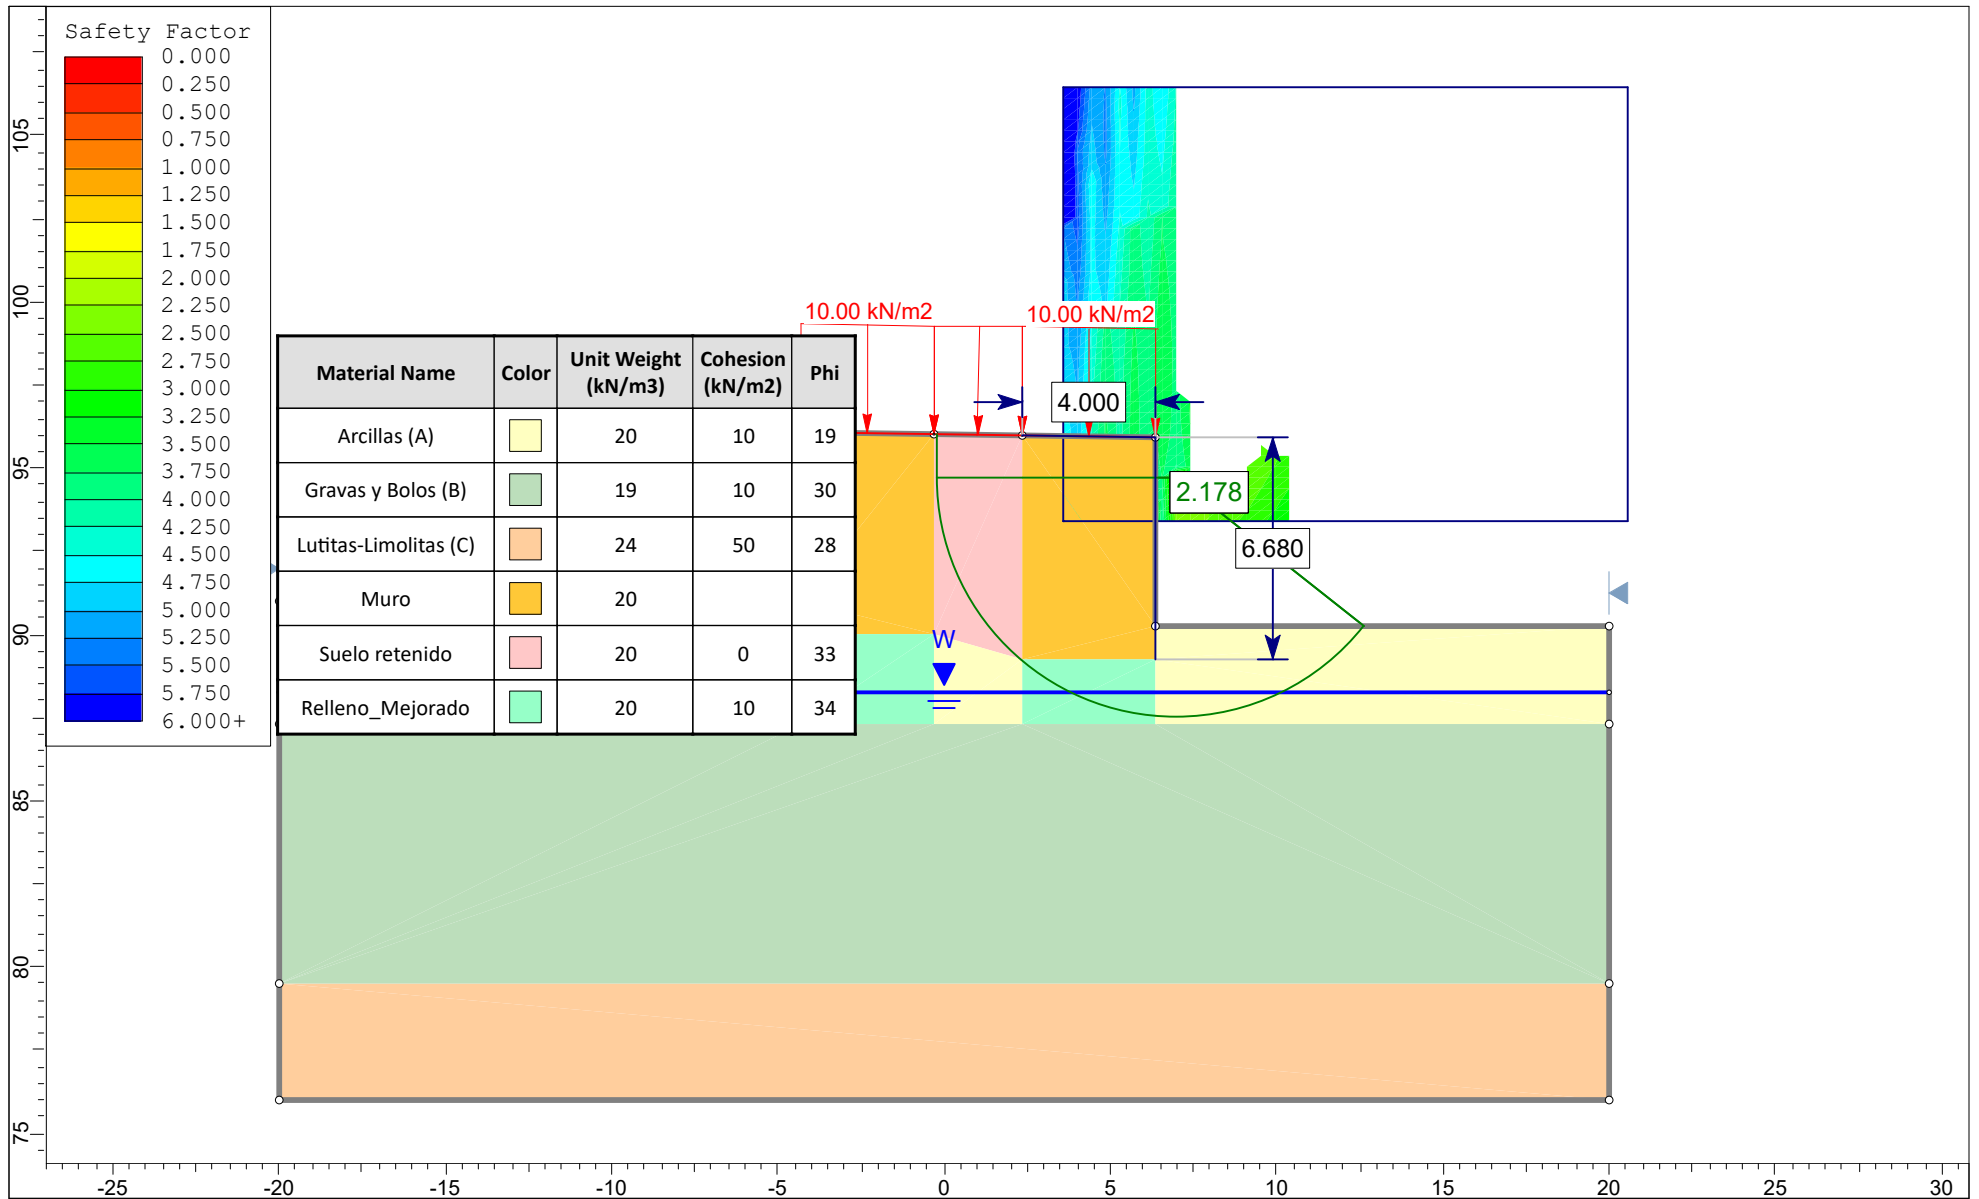 Safety Factor
0.000
0.250
0.500
0.750
1.000
1.250
1.500
1.750
2.000
2.250
2.500
2.750
3.000
3.250
3.500
3.750
4.000
4.250
4.500
4.750
5.000
5.250
5.500
5.750
6.000+
105
100
95
90
85
80
75
10.00 kN/m2
10.00 kN/m2
4.000
2.178
6.680
W
Material Name Color Unit Weight (kN/m3) Cohesion (kN/m2) Phi
Arcillas (A) 20 10 19
Gravas y Bolos (B) 19 10 30
Lutitas-Limolitas (C) 24 50 28
Muro 20
Suelo retenido 20 0 33
Relleno_Mejorado 20 10 34
-25 -20 -15 -10 -5 0 5 10 15 20 25 30